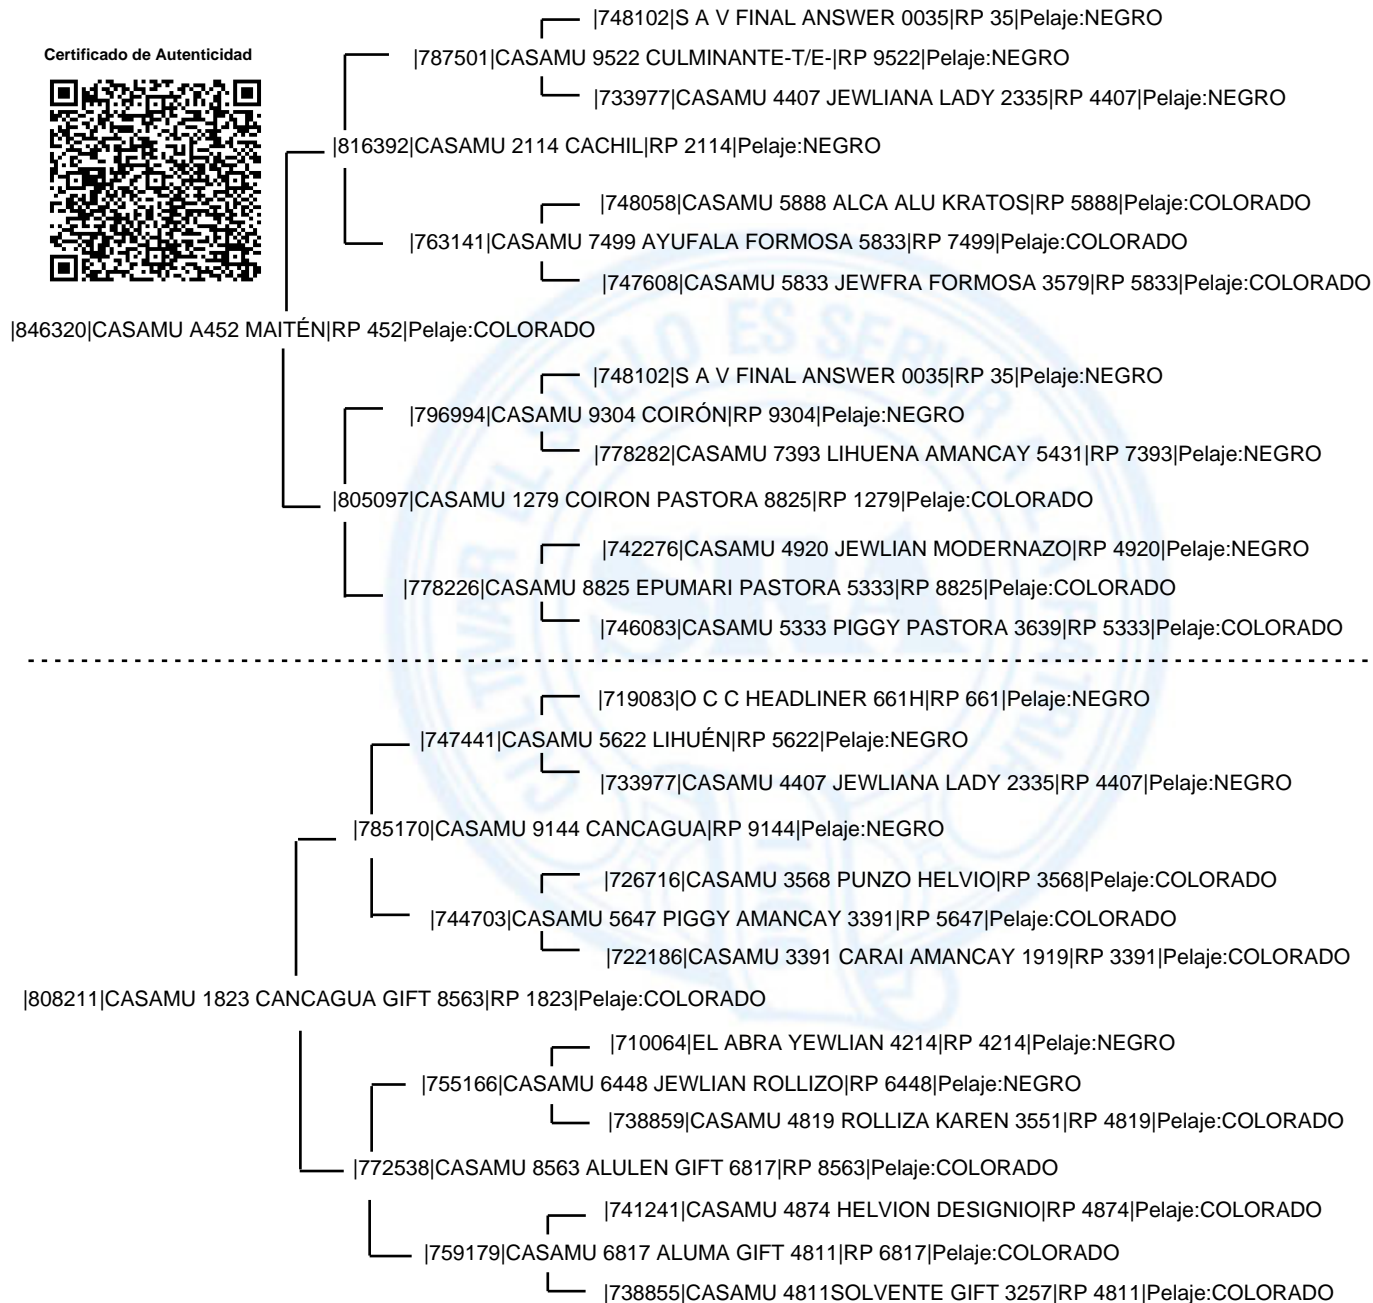 |748102|S A V FINAL ANSWER 0035|RP 35|Pelaje:NEGRO
Certificado de Autenticidad
|787501|CASAMU 9522 CULMINANTE-T/E-|RP 9522|Pelaje:NEGRO
|733977|CASAMU 4407 JEWLIANA LADY 2335|RP 4407|Pelaje:NEGRO
|816392|CASAMU 2114 CACHIL|RP 2114|Pelaje:NEGRO
|748058|CASAMU 5888 ALCA ALU KRATOS|RP 5888|Pelaje:COLORADO
|763141|CASAMU 7499 AYUFALA FORMOSA 5833|RP 7499|Pelaje:COLORADO
|747608|CASAMU 5833 JEWFRA FORMOSA 3579|RP 5833|Pelaje:COLORADO
|846320|CASAMU A452 MAITÉN|RP 452|Pelaje:COLORADO
|748102|S A V FINAL ANSWER 0035|RP 35|Pelaje:NEGRO
|796994|CASAMU 9304 COIRÓN|RP 9304|Pelaje:NEGRO
|778282|CASAMU 7393 LIHUENA AMANCAY 5431|RP 7393|Pelaje:NEGRO
|805097|CASAMU 1279 COIRON PASTORA 8825|RP 1279|Pelaje:COLORADO
|742276|CASAMU 4920 JEWLIAN MODERNAZO|RP 4920|Pelaje:NEGRO
|778226|CASAMU 8825 EPUMARI PASTORA 5333|RP 8825|Pelaje:COLORADO
|746083|CASAMU 5333 PIGGY PASTORA 3639|RP 5333|Pelaje:COLORADO
|719083|O C C HEADLINER 661H|RP 661|Pelaje:NEGRO
|747441|CASAMU 5622 LIHUÉN|RP 5622|Pelaje:NEGRO
|733977|CASAMU 4407 JEWLIANA LADY 2335|RP 4407|Pelaje:NEGRO
|785170|CASAMU 9144 CANCAGUA|RP 9144|Pelaje:NEGRO
|726716|CASAMU 3568 PUNZO HELVIO|RP 3568|Pelaje:COLORADO
|744703|CASAMU 5647 PIGGY AMANCAY 3391|RP 5647|Pelaje:COLORADO
|722186|CASAMU 3391 CARAI AMANCAY 1919|RP 3391|Pelaje:COLORADO
|808211|CASAMU 1823 CANCAGUA GIFT 8563|RP 1823|Pelaje:COLORADO
|710064|EL ABRA YEWLIAN 4214|RP 4214|Pelaje:NEGRO
|755166|CASAMU 6448 JEWLIAN ROLLIZO|RP 6448|Pelaje:NEGRO
|738859|CASAMU 4819 ROLLIZA KAREN 3551|RP 4819|Pelaje:COLORADO
|772538|CASAMU 8563 ALULEN GIFT 6817|RP 8563|Pelaje:COLORADO
|741241|CASAMU 4874 HELVION DESIGNIO|RP 4874|Pelaje:COLORADO
|759179|CASAMU 6817 ALUMA GIFT 4811|RP 6817|Pelaje:COLORADO
|738855|CASAMU 4811SOLVENTE GIFT 3257|RP 4811|Pelaje:COLORADO
CULTIVAR EL SUELO ES SERVIR A LA PATRIA
SRA
1866